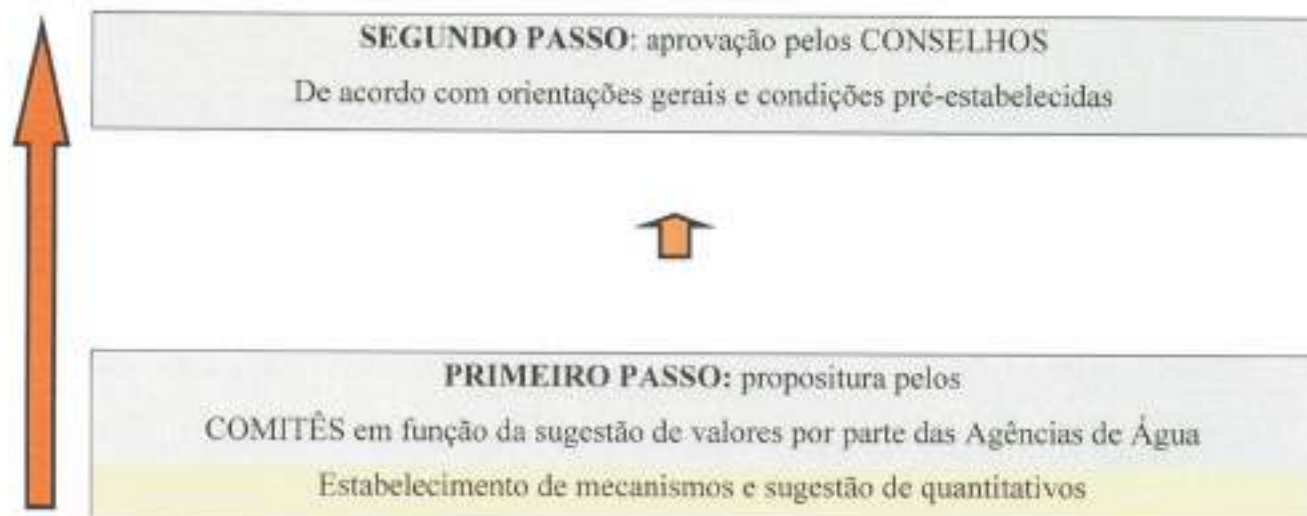 SEGUNDO PASSO: aprovação pelos CONSELHOS
De acordo com orientações gerais e condições pré-estabelecidas
PRIMEIRO PASSO: propositura pelos
COMITÊS em função da sugestão de valores por parte das Agências de Água
Estabelecimento de mecanismos e sugestão de quantitativos